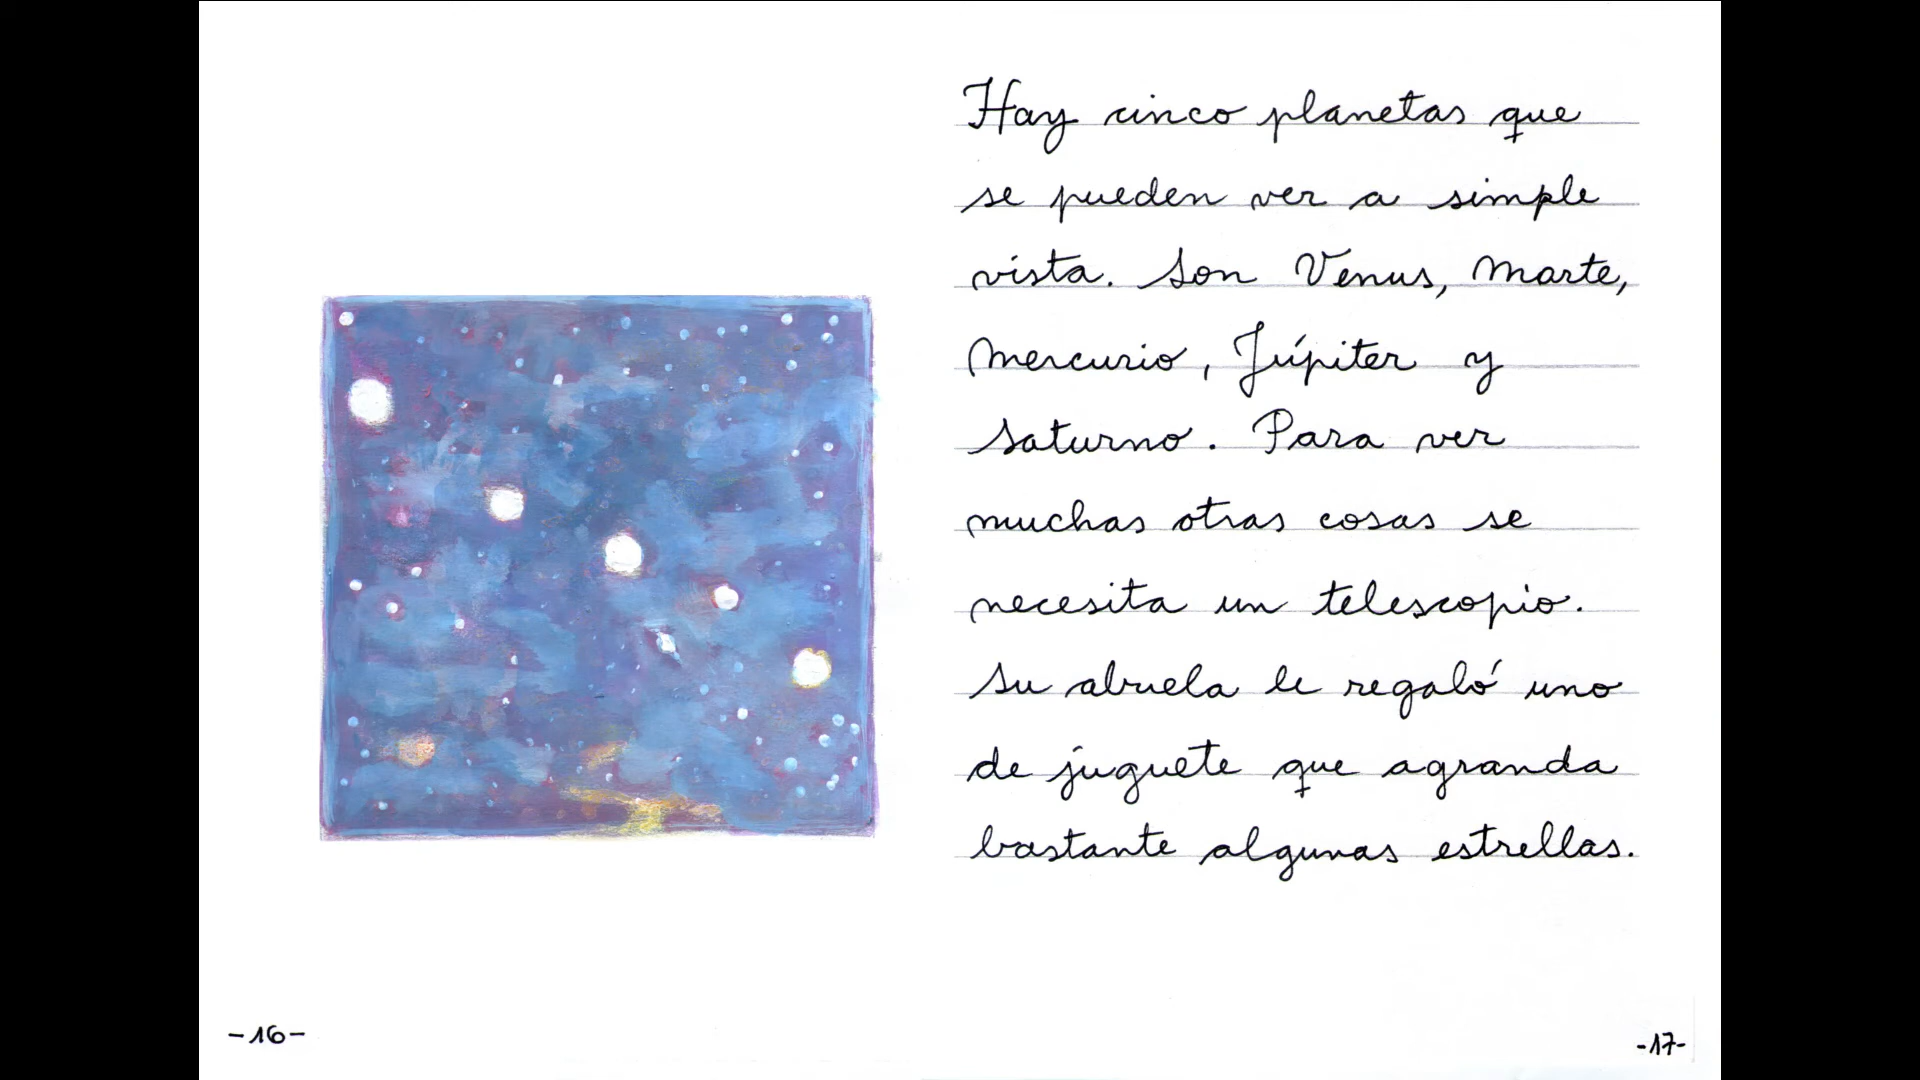 Hay cinco planetas que
se pueden ver a simple
vista. Son Venus, Marte,
Mercurio, Júpiter y
Saturno. Para ver
muchas otras cosas se
necesita un telescopio.
Su abuela le regaló uno
de juguete que agranda
bastante algunas estrellas.
-16-
-17-